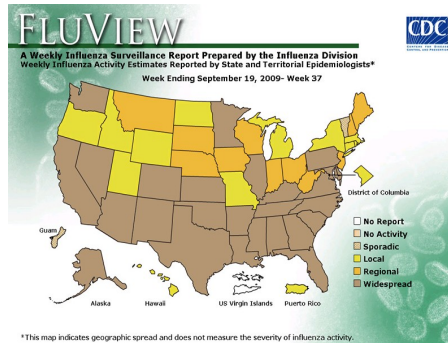 FLUVIEW
CDC
A Weekly Influenza Surveillance Report Prepared by the Influenza Division
Weekly Influenza Activity Estimates Reported by State and Territorial Epidemiologists*
Week Ending September 19, 2009- Week 37
District of Columbia
No Report
No Activity
Sporadic
Local
Regional
Widespread
Guam
Alaska
Hawaii
US Virgin Islands
Puerto Rico
*This map indicates geographic spread and does not measure the severity of influenza activity.